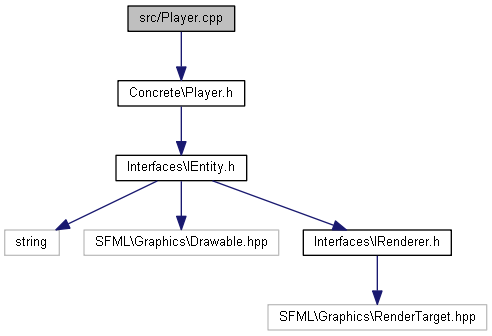 src/Player.cpp
Concrete\Player.h
Interfaces\IEntity.h
string
SFML\Graphics\Drawable.hpp
Interfaces\IRenderer.h
SFML\Graphics\RenderTarget.hpp